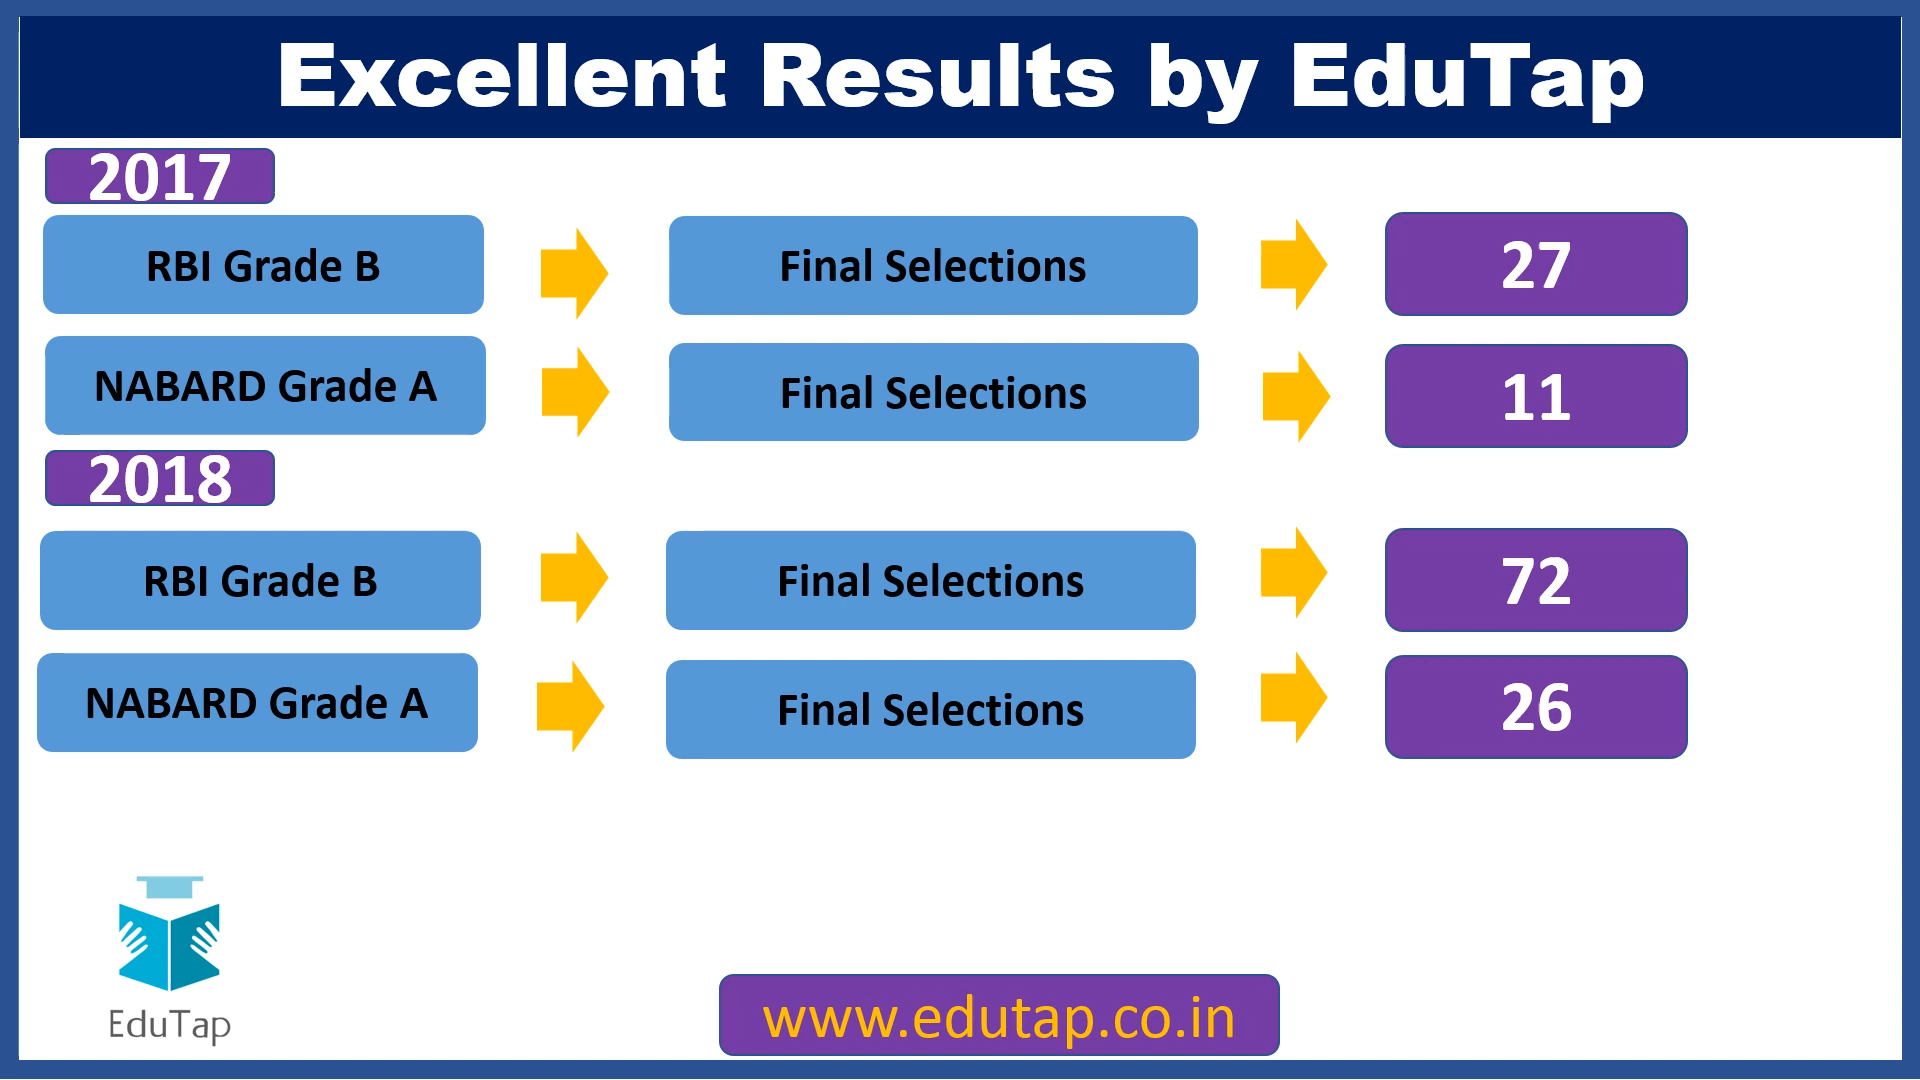 Excellent Results by EduTap
2017
RBI Grade B Final Selections 27
NABARD Grade A Final Selections 11
2018
RBI Grade B Final Selections 72
NABARD Grade A Final Selections 26
EduTap
www.edutap.co.in